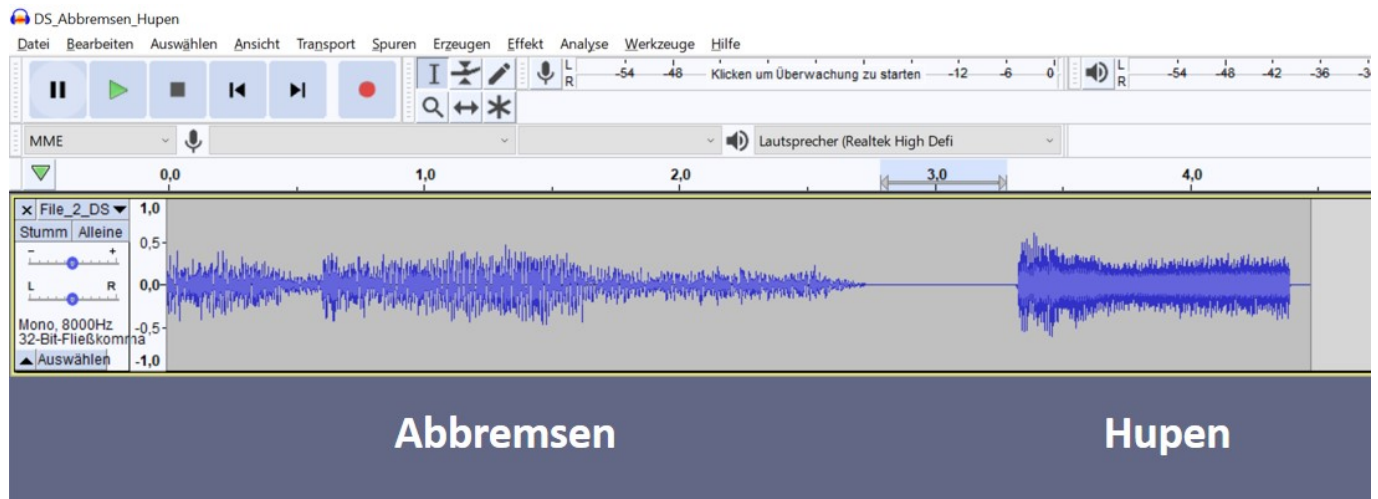 DS_Abbremsen_Hupen
Datei Bearbeiten Auswählen Ansicht Transport Spuren Erzeugen Effekt Analyse Werkzeuge Hilfe
L R -54 -48 Klicken um Überwachung zu starten -12 -6 0 L R -54 -48 -42 -36 -3
MME Lautsprecher (Realtek High Defi
0,0 1,0 2,0 3,0 4,0
File_2_DS 1,0
Stumm Alleine
0,5
- +
L R 0,0
Mono, 8000Hz
-0,5
32-Bit-Fließkomma
Auswählen -1,0
Abbremsen Hupen